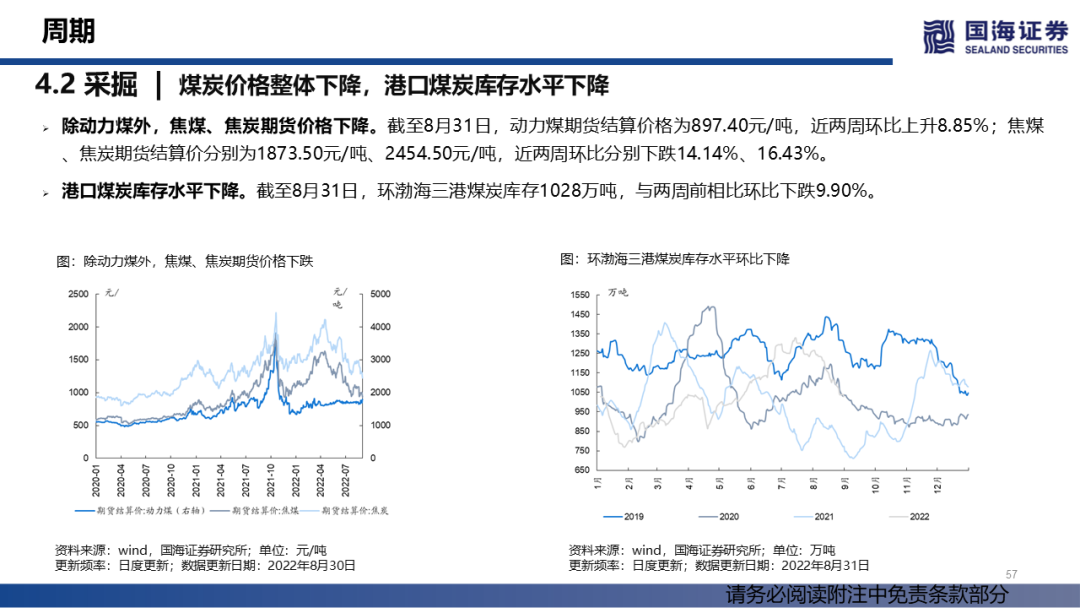 周期
国海证券
SEALAND SECURITIES
4.2 采掘 | 煤炭价格整体下降，港口煤炭库存水平下降
➢ 除动力煤外，焦煤、焦炭期货价格下降。截至8月31日，动力煤期货结算价格为897.40元/吨，近两周环比上升8.85%；焦煤
、焦炭期货结算价分别为1873.50元/吨、2454.50元/吨，近两周环比分别下跌14.14%、16.43%。
➢ 港口煤炭库存水平下降。截至8月31日，环渤海三港煤炭库存1028万吨，与两周前相比环比下跌9.90%。
图：除动力煤外，焦煤、焦炭期货价格下跌
元/
元/
吨
2500
2000
1500
1000
500
0
5000
4000
3000
2000
1000
0
2020-01
2020-04
2020-07
2020-10
2021-01
2021-04
2021-07
2021-10
2022-01
2022-04
2022-07
期货结算价:动力煤（右轴）
期货结算价:焦煤
期货结算价:焦炭
资料来源：wind，国海证券研究所；单位：元/吨
更新频率：日度更新；数据更新日期：2022年8月30日
图：环渤海三港煤炭库存水平环比下降
万吨
1550
1450
1350
1250
1150
1050
950
850
750
650
1月
2月
3月
4月
5月
6月
7月
8月
9月
10月
11月
12月
2019
2020
2021
2022
资料来源：wind，国海证券研究所；单位：万吨
更新频率：日度更新；数据更新日期：2022年8月31日
57
请务必阅读附注中免责条款部分